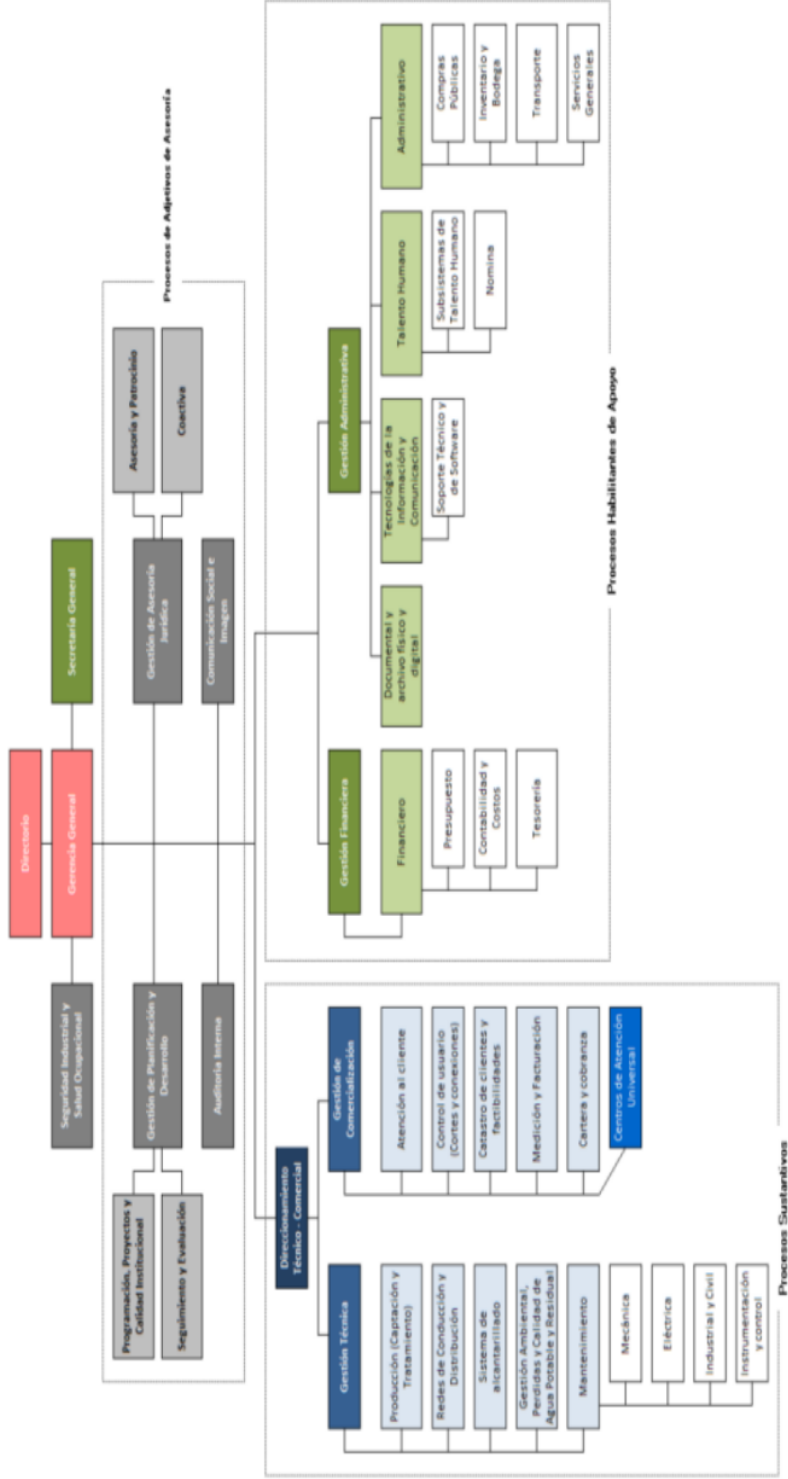 Directorio
Gerencia General
Seguridad Industrial y
Salud Ocupacional
Secretaría General
Procesos de Adjetivos de Asesoría
Programación, Proyectos y
Calidad Institucional
Seguimiento y Evaluación
Gestión de Planificación y
Desarrollo
Auditoria Interna
Gestión de Asesoría
Jurídica
Comunicación Social e
Imagen
Asesoría y Patrocinio
Coactiva
Direccionamiento
Técnico - Comercial
Gestión Técnica
Producción (Captación y
Tratamiento)
Redes de Conducción y
Distribución
Sistema de
alcantarillado
Gestión Ambiental,
Perdidas y Calidad de
Agua Potable y Residual
Mantenimiento
Mecánica
Eléctrica
Industrial y Civil
Instrumentación
y control
Gestión de
Comercialización
Atención al cliente
Control de usuario
(Cortes y conexiones)
Catastro de clientes y
factibilidades
Medición y Facturación
Cartera y cobranza
Centros de Atención
Universal
Procesos Sustantivos
Gestión Financiera
Financiero
Presupuesto
Contabilidad y
Costos
Tesorería
Gestión Administrativa
Documental y
archivo físico y
digital
Tecnologías de la
Información y
Comunicación
Soporte Técnico y
de Software
Talento Humano
Subsistemas de
Talento Humano
Nomina
Administrativo
Compras
Públicas
Inventario y
Bodega
Transporte
Servicios
Generales
Procesos Habilitantes de Apoyo